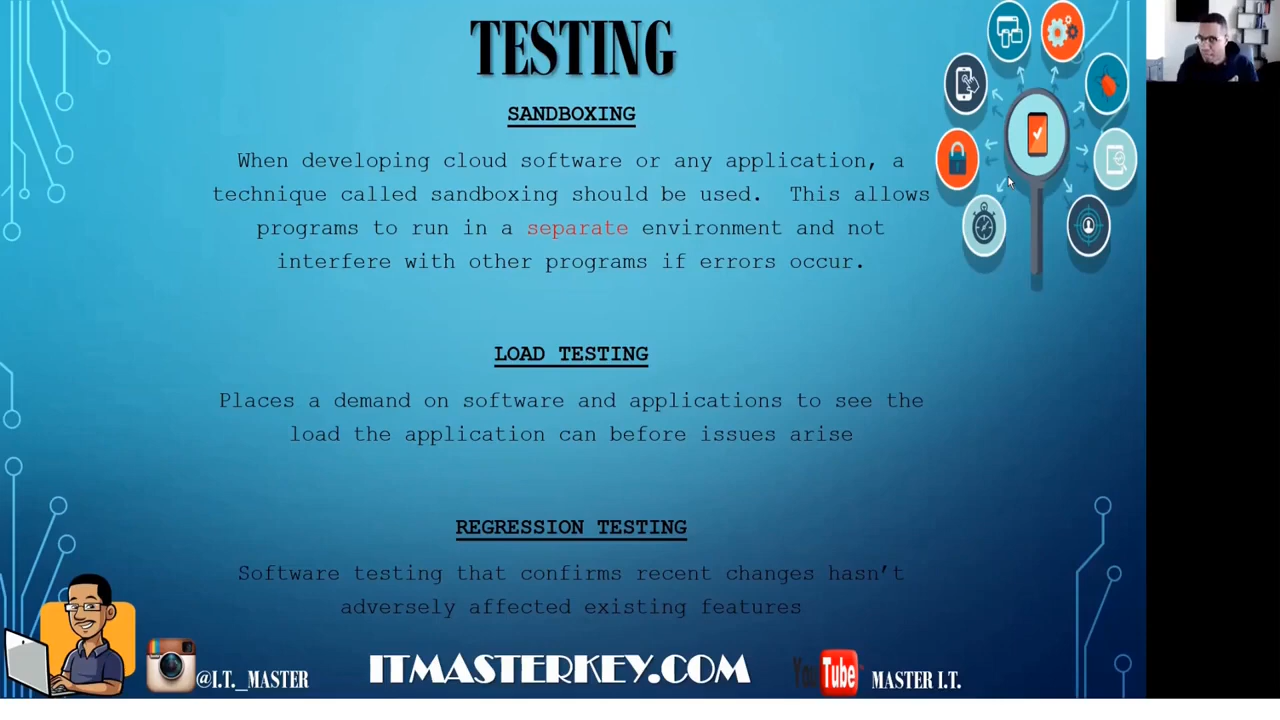 TESTING
SANDBOXING
When developing cloud software or any application, a
technique called sandboxing should be used.  This allows
programs to run in a separate environment and not
interfere with other programs if errors occur.
LOAD TESTING
Places a demand on software and applications to see the
load the application can before issues arise
REGRESSION TESTING
Software testing that confirms recent changes hasn’t
adversely affected existing features
@I.T._MASTER
ITMASTERKEY.COM
YouTube
MASTER I.T.